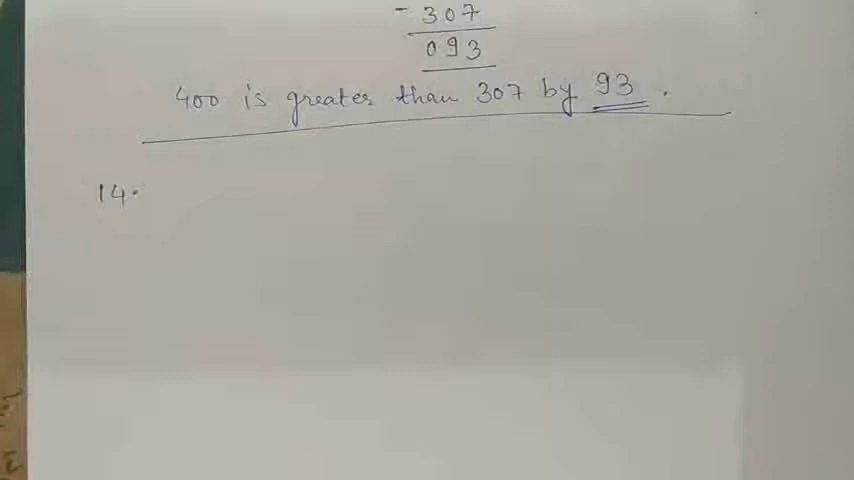 - 307
093
400 is greater than 307 by 93 .
14.